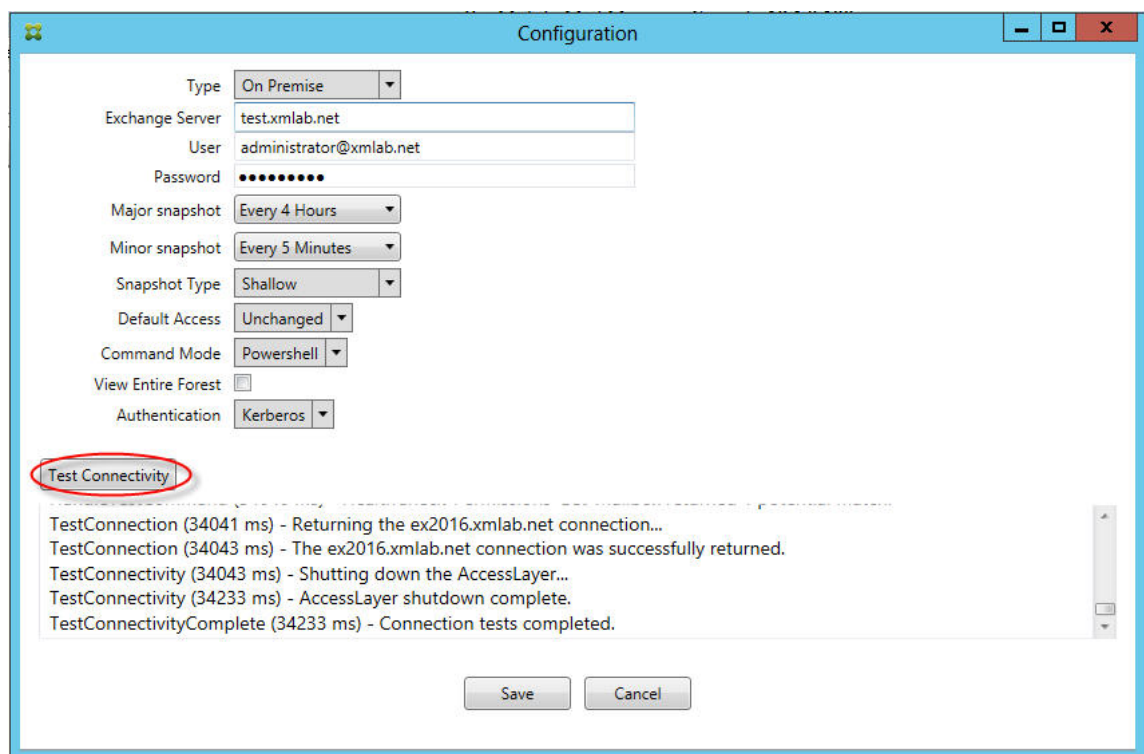 Configuration
Type On Premise
Exchange Server test.xmlab.net
User administrator@xmlab.net
Password •••••••••
Major snapshot Every 4 Hours
Minor snapshot Every 5 Minutes
Snapshot Type Shallow
Default Access Unchanged
Command Mode Powershell
View Entire Forest
Authentication Kerberos
Test Connectivity
TestConnection (34041 ms) - Returning the ex2016.xmlab.net connection...
TestConnection (34043 ms) - The ex2016.xmlab.net connection was successfully returned.
TestConnectivity (34043 ms) - Shutting down the AccessLayer...
TestConnectivity (34233 ms) - AccessLayer shutdown complete.
TestConnectivityComplete (34233 ms) - Connection tests completed.
Save Cancel